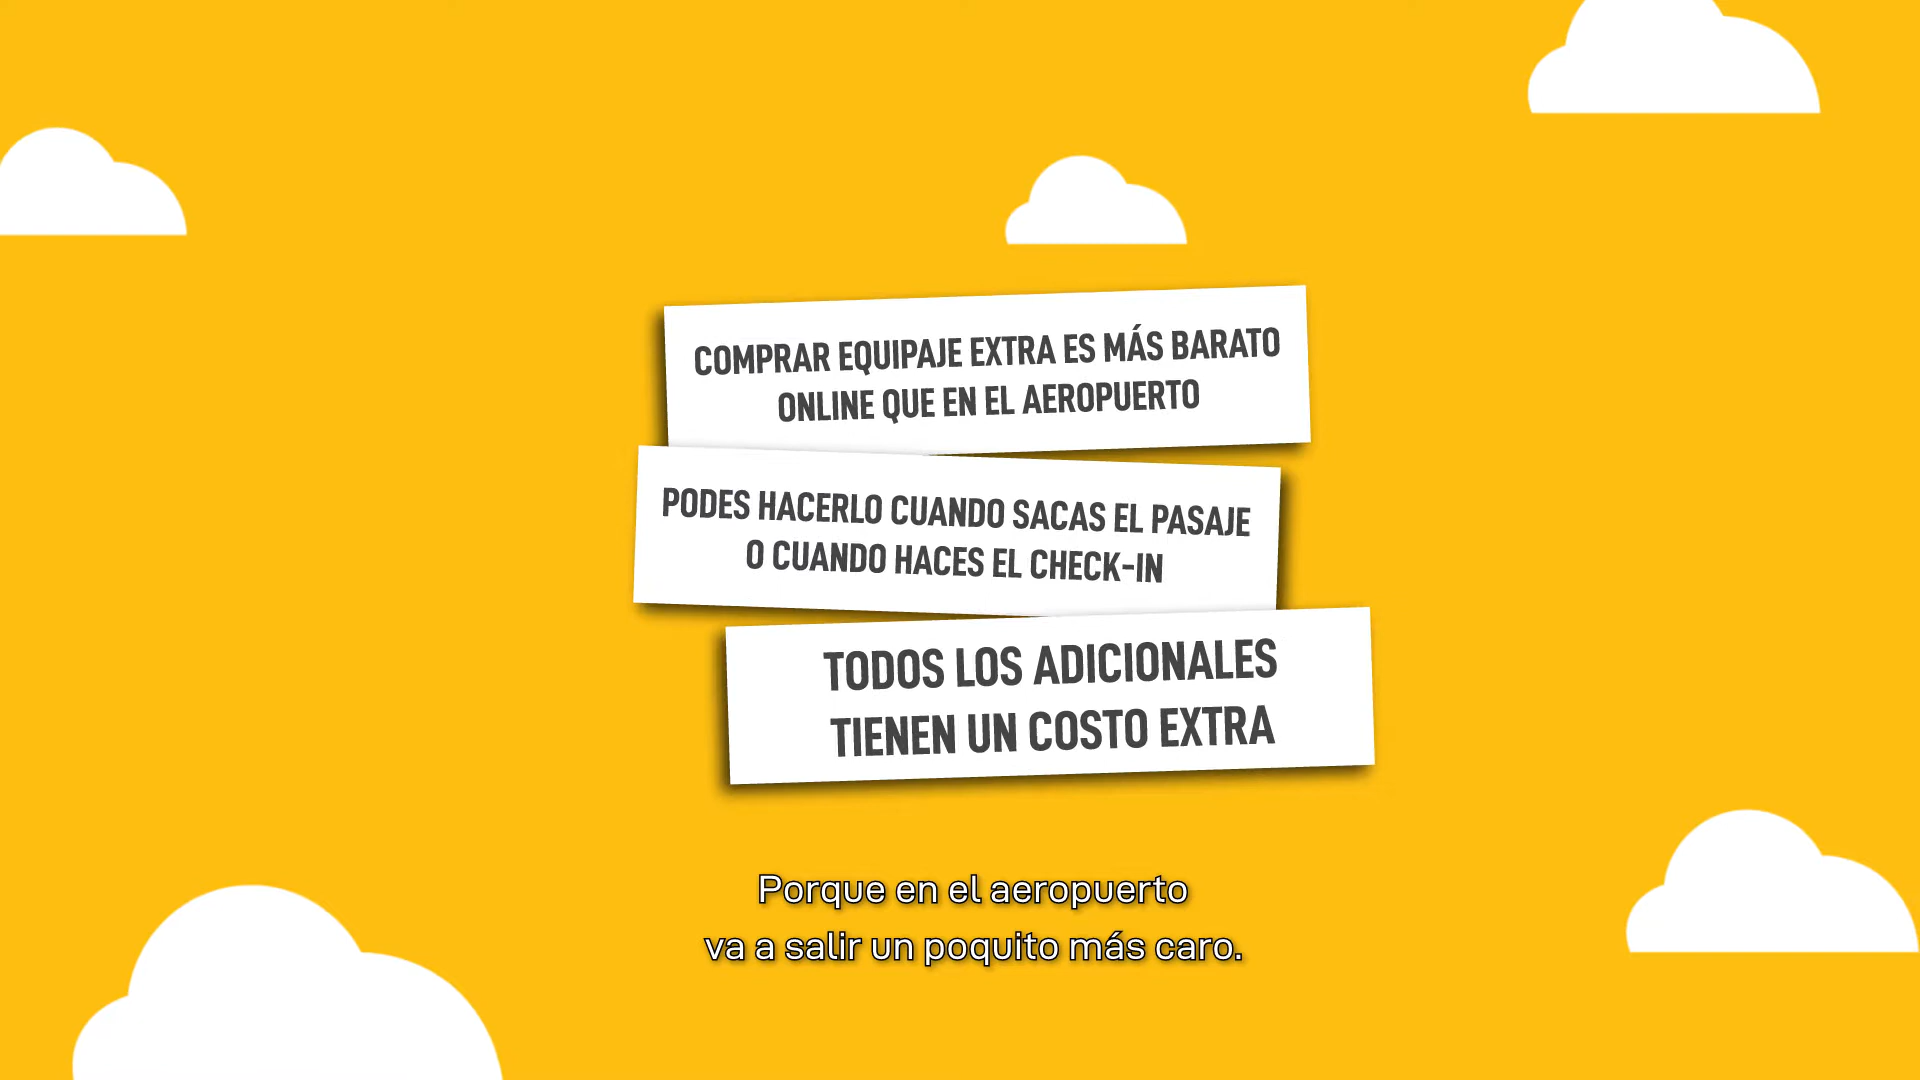 COMPRAR EQUIPAJE EXTRA ES MÁS BARATO
ONLINE QUE EN EL AEROPUERTO
PODES HACERLO CUANDO SACAS EL PASAJE
O CUANDO HACES EL CHECK-IN
TODOS LOS ADICIONALES
TIENEN UN COSTO EXTRA
Porque en el aeropuerto
va a salir un poquito más caro.